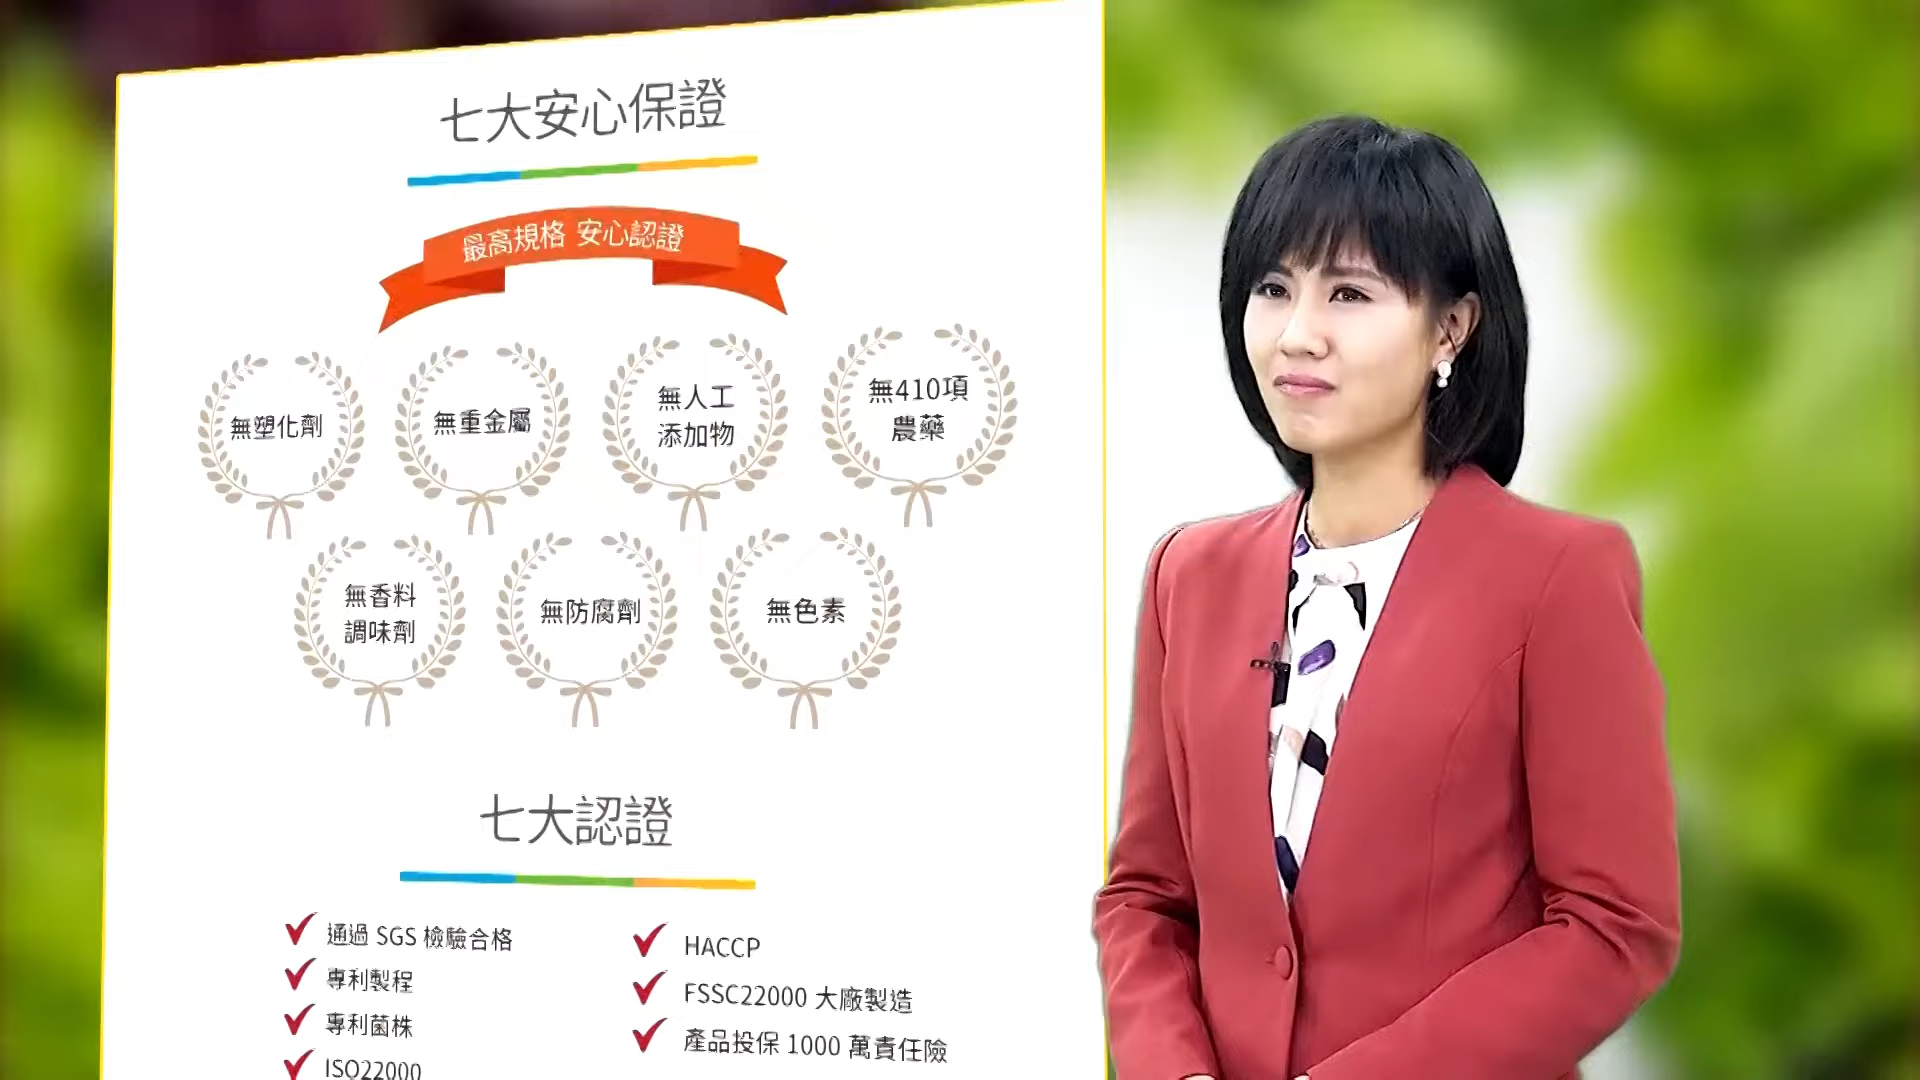 七大安心保證
最高規格 安心認證
無塑化劑
無重金屬
無人工
添加物
無410項
農藥
無香料
調味劑
無防腐劑
無色素
七大認證
通過 SGS 檢驗合格
專利製程
專利菌株
ISO22000
HACCP
FSSC22000 大廠製造
產品投保 1000 萬責任險